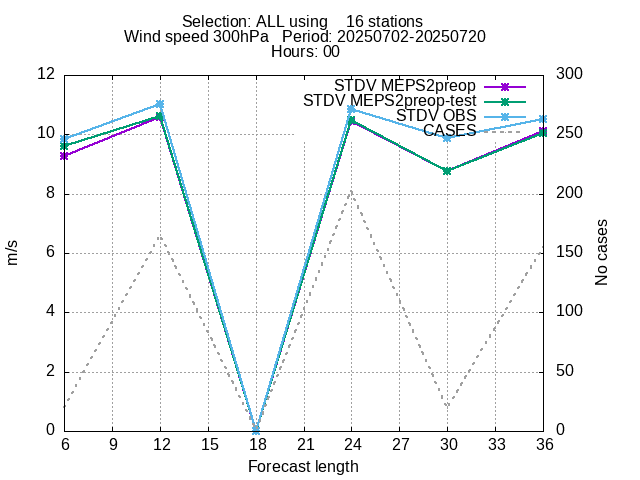 Selection: ALL using    16 stations
Wind speed 300hPa   Period: 20250702-20250720
Hours: 00
STDV MEPS2preop
STDV MEPS2preop-test
STDV OBS
CASES
12
10
8
6
4
2
0
300
250
200
150
100
50
0
m/s
No cases
6 9 12 15 18 21 24 27 30 33 36
Forecast length